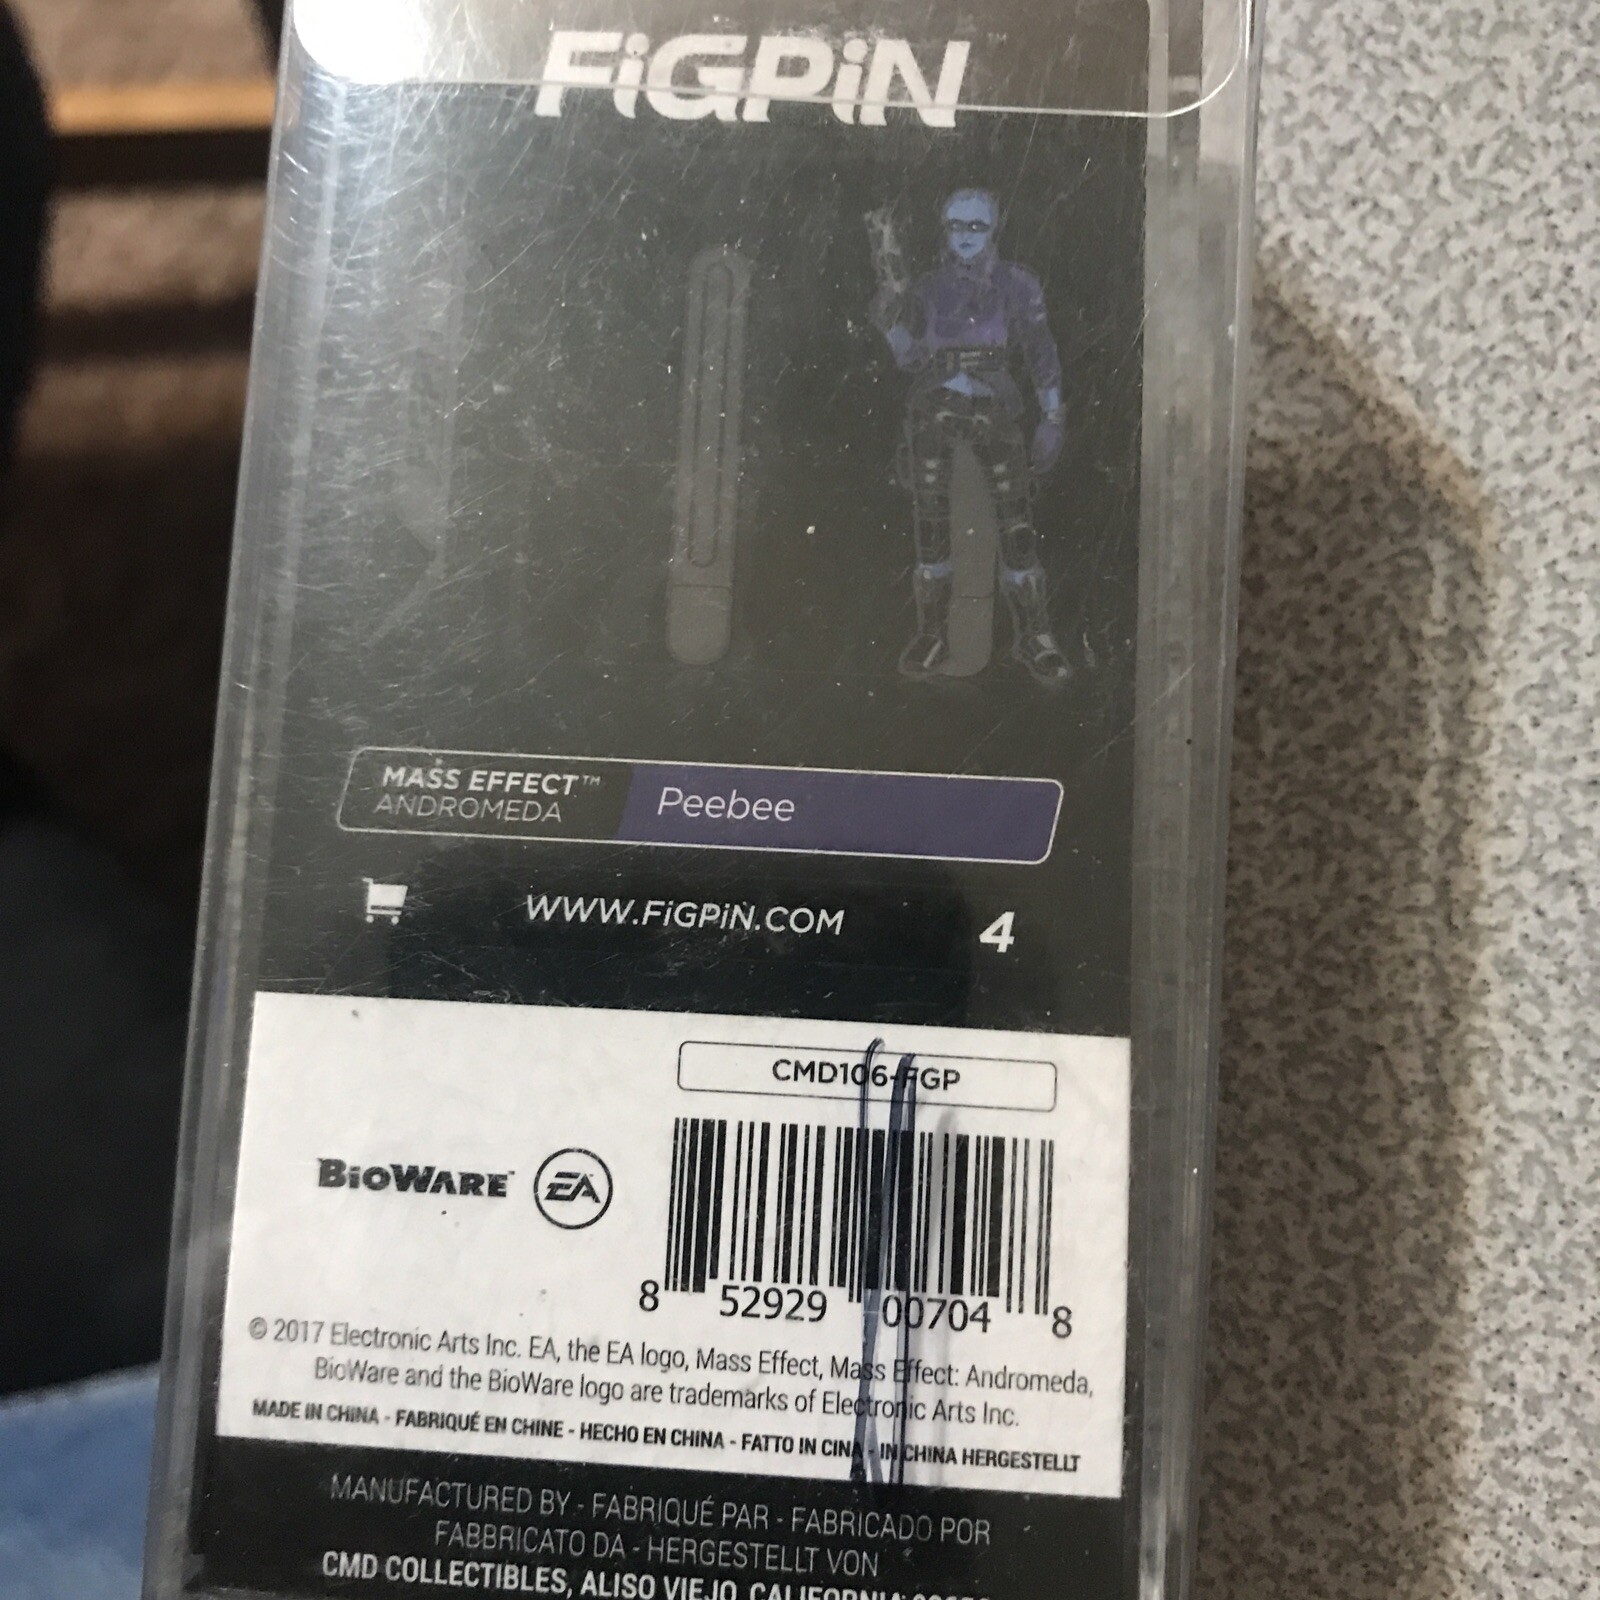 FiGPiN™
MASS EFFECT™
ANDROMEDA
Peebee
WWW.FiGPiN.COM
4
CMD106-FGP
BioWARE™
EA
8 52929 00704 8
© 2017 Electronic Arts Inc. EA, the EA logo, Mass Effect, Mass Effect: Andromeda,
BioWare and the BioWare logo are trademarks of Electronic Arts Inc.
MADE IN CHINA - FABRIQUÉ EN CHINE - HECHO EN CHINA - FATTO IN CINA - IN CHINA HERGESTELLT
MANUFACTURED BY - FABRIQUÉ PAR - FABRICADO POR
FABBRICATO DA - HERGESTELLT VON
CMD COLLECTIBLES, ALISO VIEJO, CALIFORNIA